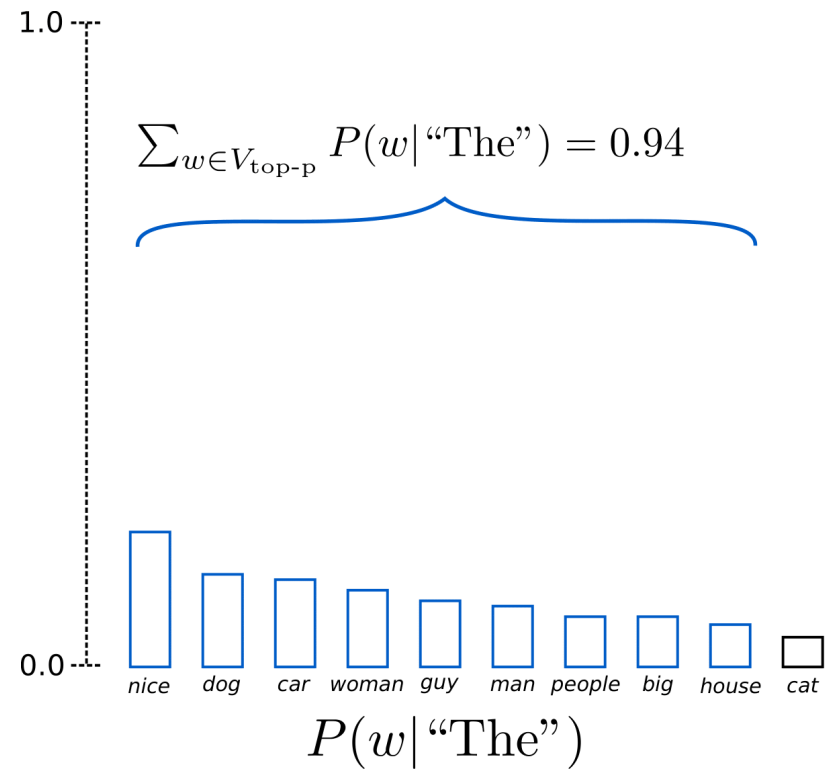 1.0
∑w∈Vtop-p P(w|“The”) = 0.94
0.0
nice dog car woman guy man people big house cat
P(w|“The”)